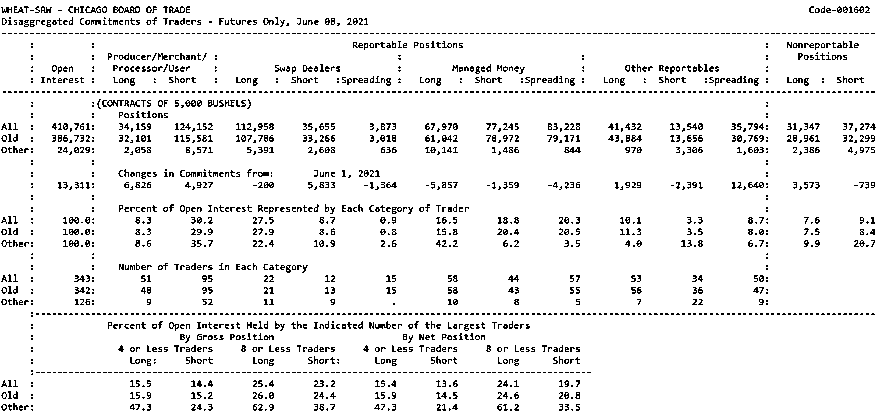 WHEAT-SRW - CHICAGO BOARD OF TRADE Code-001602
Disaggregated Commitments of Traders - Futures Only, June 08, 2021
: : Reportable Positions : Nonreportable
: : Producer/Merchant/ : : : : Positions
: Open : Processor/User : Swap Dealers : Managed Money : Other Reportables :
: Interest : Long : Short : Long : Short :Spreading : Long : Short :Spreading : Long : Short :Spreading : Long : Short
: :(CONTRACTS OF 5,000 BUSHELS) :
: : Positions :
All : 410,761: 34,159 124,152 112,958 35,655 3,873 67,970 77,245 83,228 41,432 13,540 35,794: 31,347 37,274
Old : 386,732: 32,101 115,581 107,786 33,266 3,018 61,042 78,972 79,171 43,884 13,656 30,769: 28,961 32,299
Other: 24,029: 2,058 8,571 5,391 2,608 636 10,141 1,486 844 970 3,306 1,603: 2,386 4,975
: : Changes in Commitments from: June 1, 2021 :
: 13,311: 6,826 4,927 -200 5,833 -1,364 -5,857 -1,359 -4,236 1,929 -2,391 12,640: 3,573 -739
: : Percent of Open Interest Represented by Each Category of Trader :
All : 100.0: 8.3 30.2 27.5 8.7 0.9 16.5 18.8 20.3 10.1 3.3 8.7: 7.6 9.1
Old : 100.0: 8.3 29.9 27.9 8.6 0.8 15.8 20.4 20.5 11.3 3.5 8.0: 7.5 8.4
Other: 100.0: 8.6 35.7 22.4 10.9 2.6 42.2 6.2 3.5 4.0 13.8 6.7: 9.9 20.7
: : Number of Traders in Each Category :
All : 343: 51 95 22 12 15 58 44 57 53 34 50:
Old : 342: 48 95 21 13 15 58 43 55 56 36 47:
Other: 126: 9 52 11 9 . 10 8 5 7 22 9:
: Percent of Open Interest Held by the Indicated Number of the Largest Traders
: By Gross Position By Net Position
: 4 or Less Traders 8 or Less Traders 4 or Less Traders 8 or Less Traders
: Long: Short Long Short: Long Short Long Short
All : 15.5 14.4 25.4 23.2 15.4 13.6 24.1 19.7
Old : 15.9 15.2 26.0 24.4 15.9 14.5 24.6 20.8
Other: 47.3 24.3 62.9 38.7 47.3 21.4 61.2 33.5